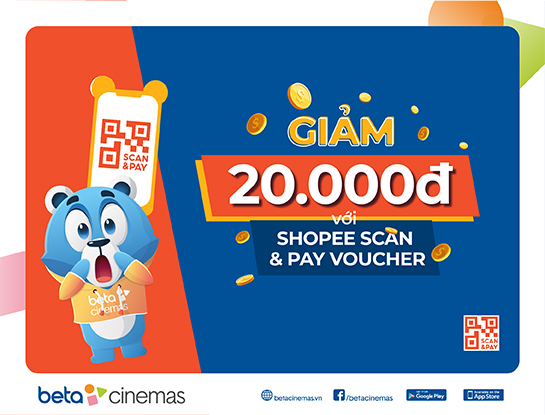 SCAN
& PAY
beta
cinemas
GIẢM
20.000đ
với
SHOPEE SCAN
& PAY VOUCHER
SCAN
& PAY
beta cinemas
betacinemas.vn
/betacinemas
Google Play
App Store